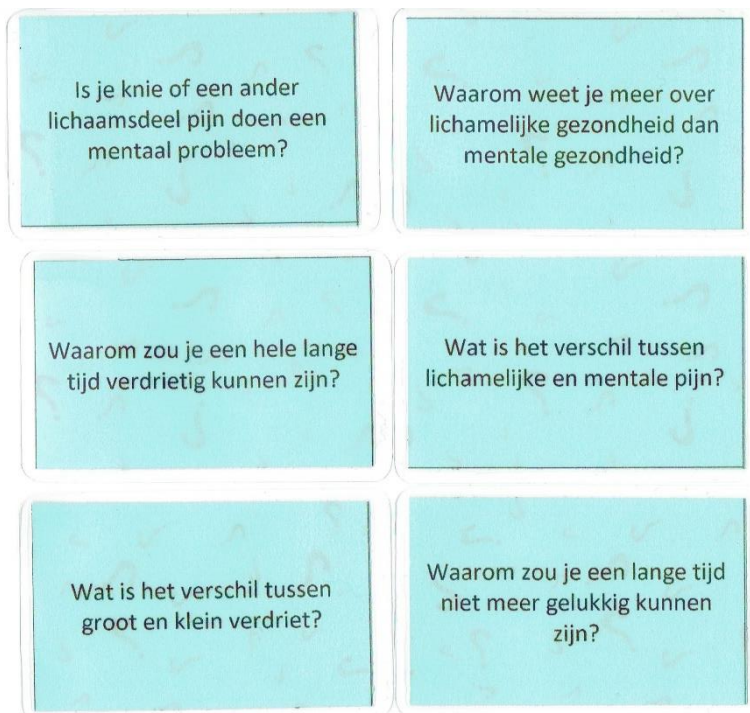 Is je knie of een ander
lichaamsdeel pijn doen een
mentaal probleem?
Waarom weet je meer over
lichamelijke gezondheid dan
mentale gezondheid?
Waarom zou je een hele lange
tijd verdrietig kunnen zijn?
Wat is het verschil tussen
lichamelijke en mentale pijn?
Wat is het verschil tussen
groot en klein verdriet?
Waarom zou je een lange tijd
niet meer gelukkig kunnen
zijn?